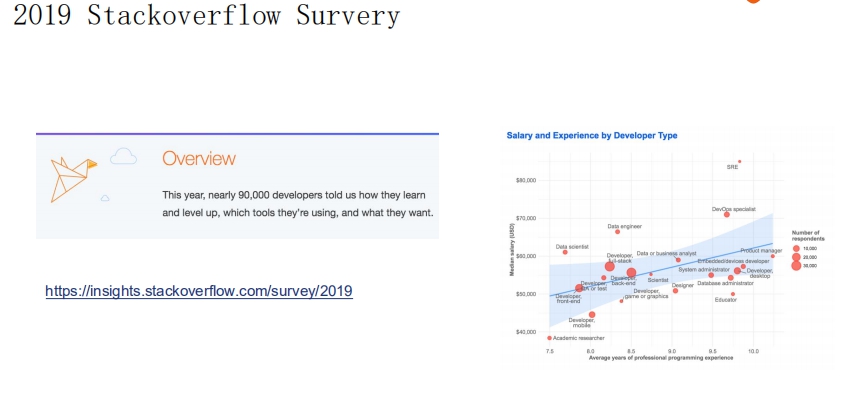 2019 Stackoverflow Survery
Overview
This year, nearly 90,000 developers told us how they learn
and level up, which tools they're using, and what they want.
https://insights.stackoverflow.com/survey/2019
Salary and Experience by Developer Type
SRE
$80,000
DevOps specialist
$70,000
Data engineer
Number of
respondents
10,000
20,000
30,000
Data scientist
Data or business analyst
Product manager
$60,000
Developer,
full-stack
Embedded/devices developer
System administrator
Developer,
desktop
Developer,
QA or test
Developer,
back-end
Scientist
Designer
Database administrator
$50,000
Developer,
front-end
Developer,
game or graphics
Educator
Developer,
mobile
$40,000
Academic researcher
Median salary (USD)
7.5 8.0 8.5 9.0 9.5 10.0
Average years of professional programming experience